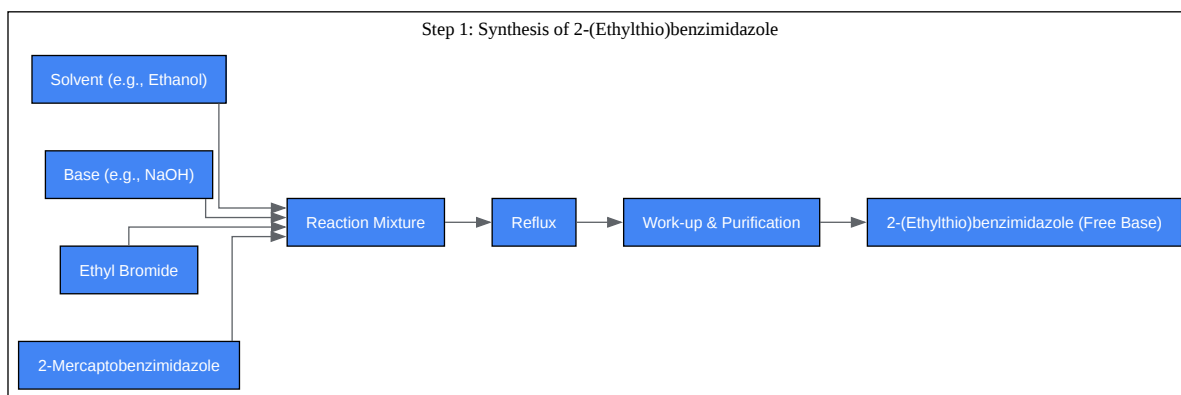 Step 1: Synthesis of 2-(Ethylthio)benzimidazole
Solvent (e.g., Ethanol)
Base (e.g., NaOH)
Ethyl Bromide
2-Mercaptobenzimidazole
Reaction Mixture
Reflux
Work-up & Purification
2-(Ethylthio)benzimidazole (Free Base)